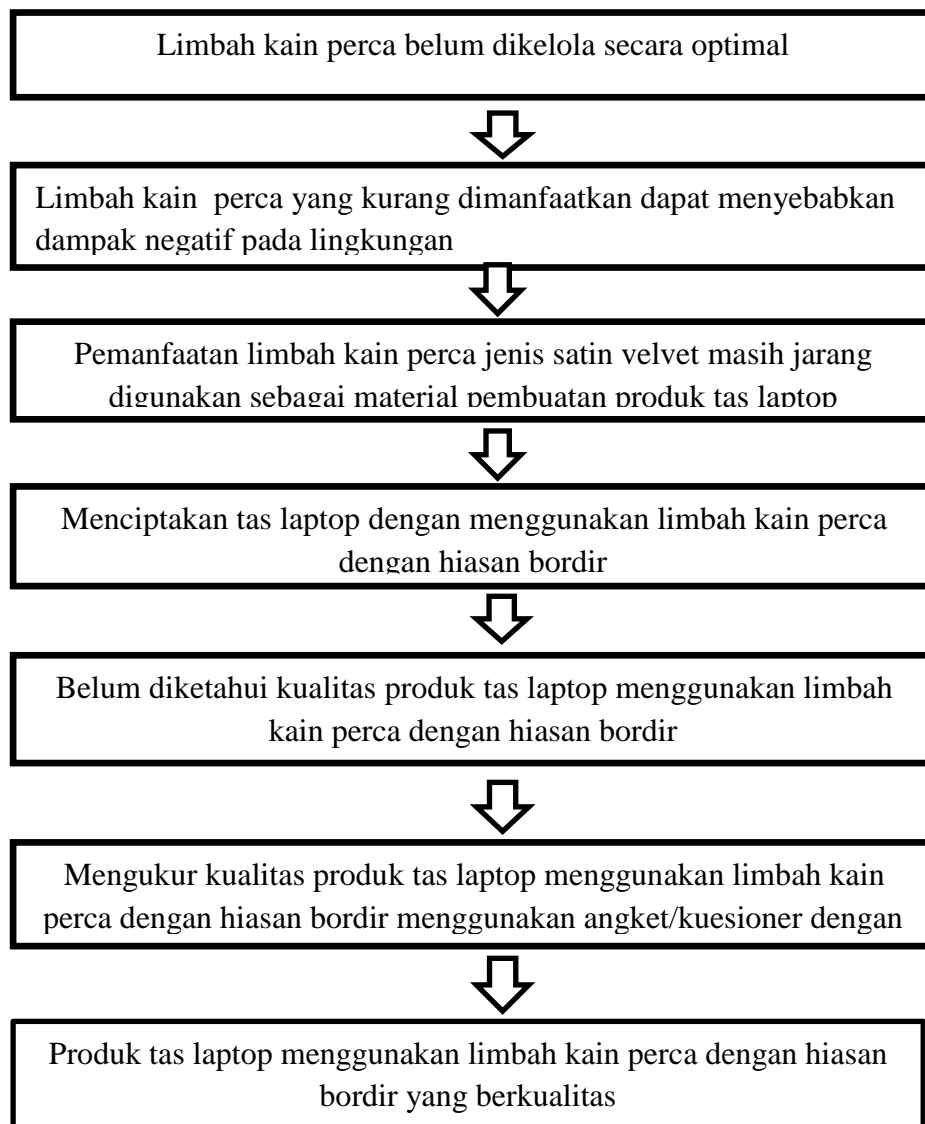 Limbah kain perca belum dikelola secara optimal
Limbah kain perca yang kurang dimanfaatkan dapat menyebabkan
dampak negatif pada lingkungan
Pemanfaatan limbah kain perca jenis satin velvet masih jarang
digunakan sebagai material pembuatan produk tas laptop
Menciptakan tas laptop dengan menggunakan limbah kain perca
dengan hiasan bordir
Belum diketahui kualitas produk tas laptop menggunakan limbah
kain perca dengan hiasan bordir
Mengukur kualitas produk tas laptop menggunakan limbah kain
perca dengan hiasan bordir menggunakan angket/kuesioner dengan
Produk tas laptop menggunakan limbah kain perca dengan hiasan
bordir yang berkualitas